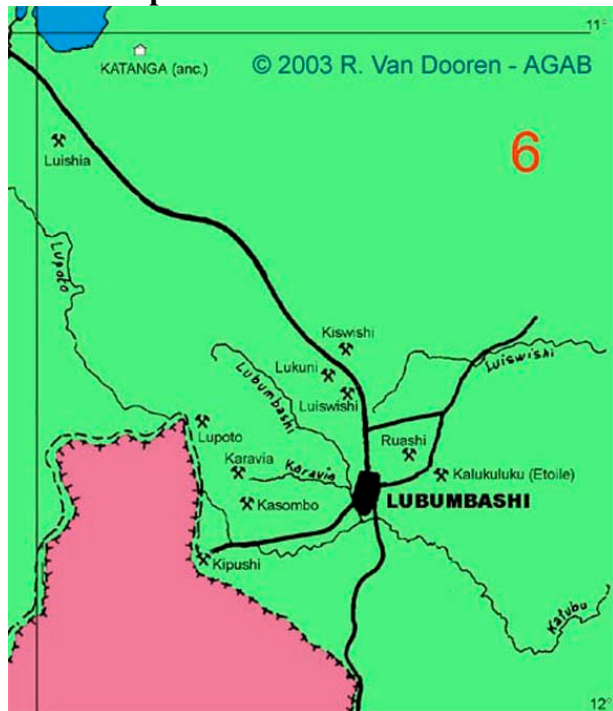 11°
© 2003 R. Van Dooren - AGAB
KATANGA (anc.)
6
Luishia
Lupoto
Kiswishi
Luiswishi
Lukuni
Lubumbashi
Luiswishi
Lupoto
Ruashi
Karavia
Karavia
Kalukuluku (Etoile)
Kasombo
LUBUMBASHI
Kipushi
Kafubu
12°